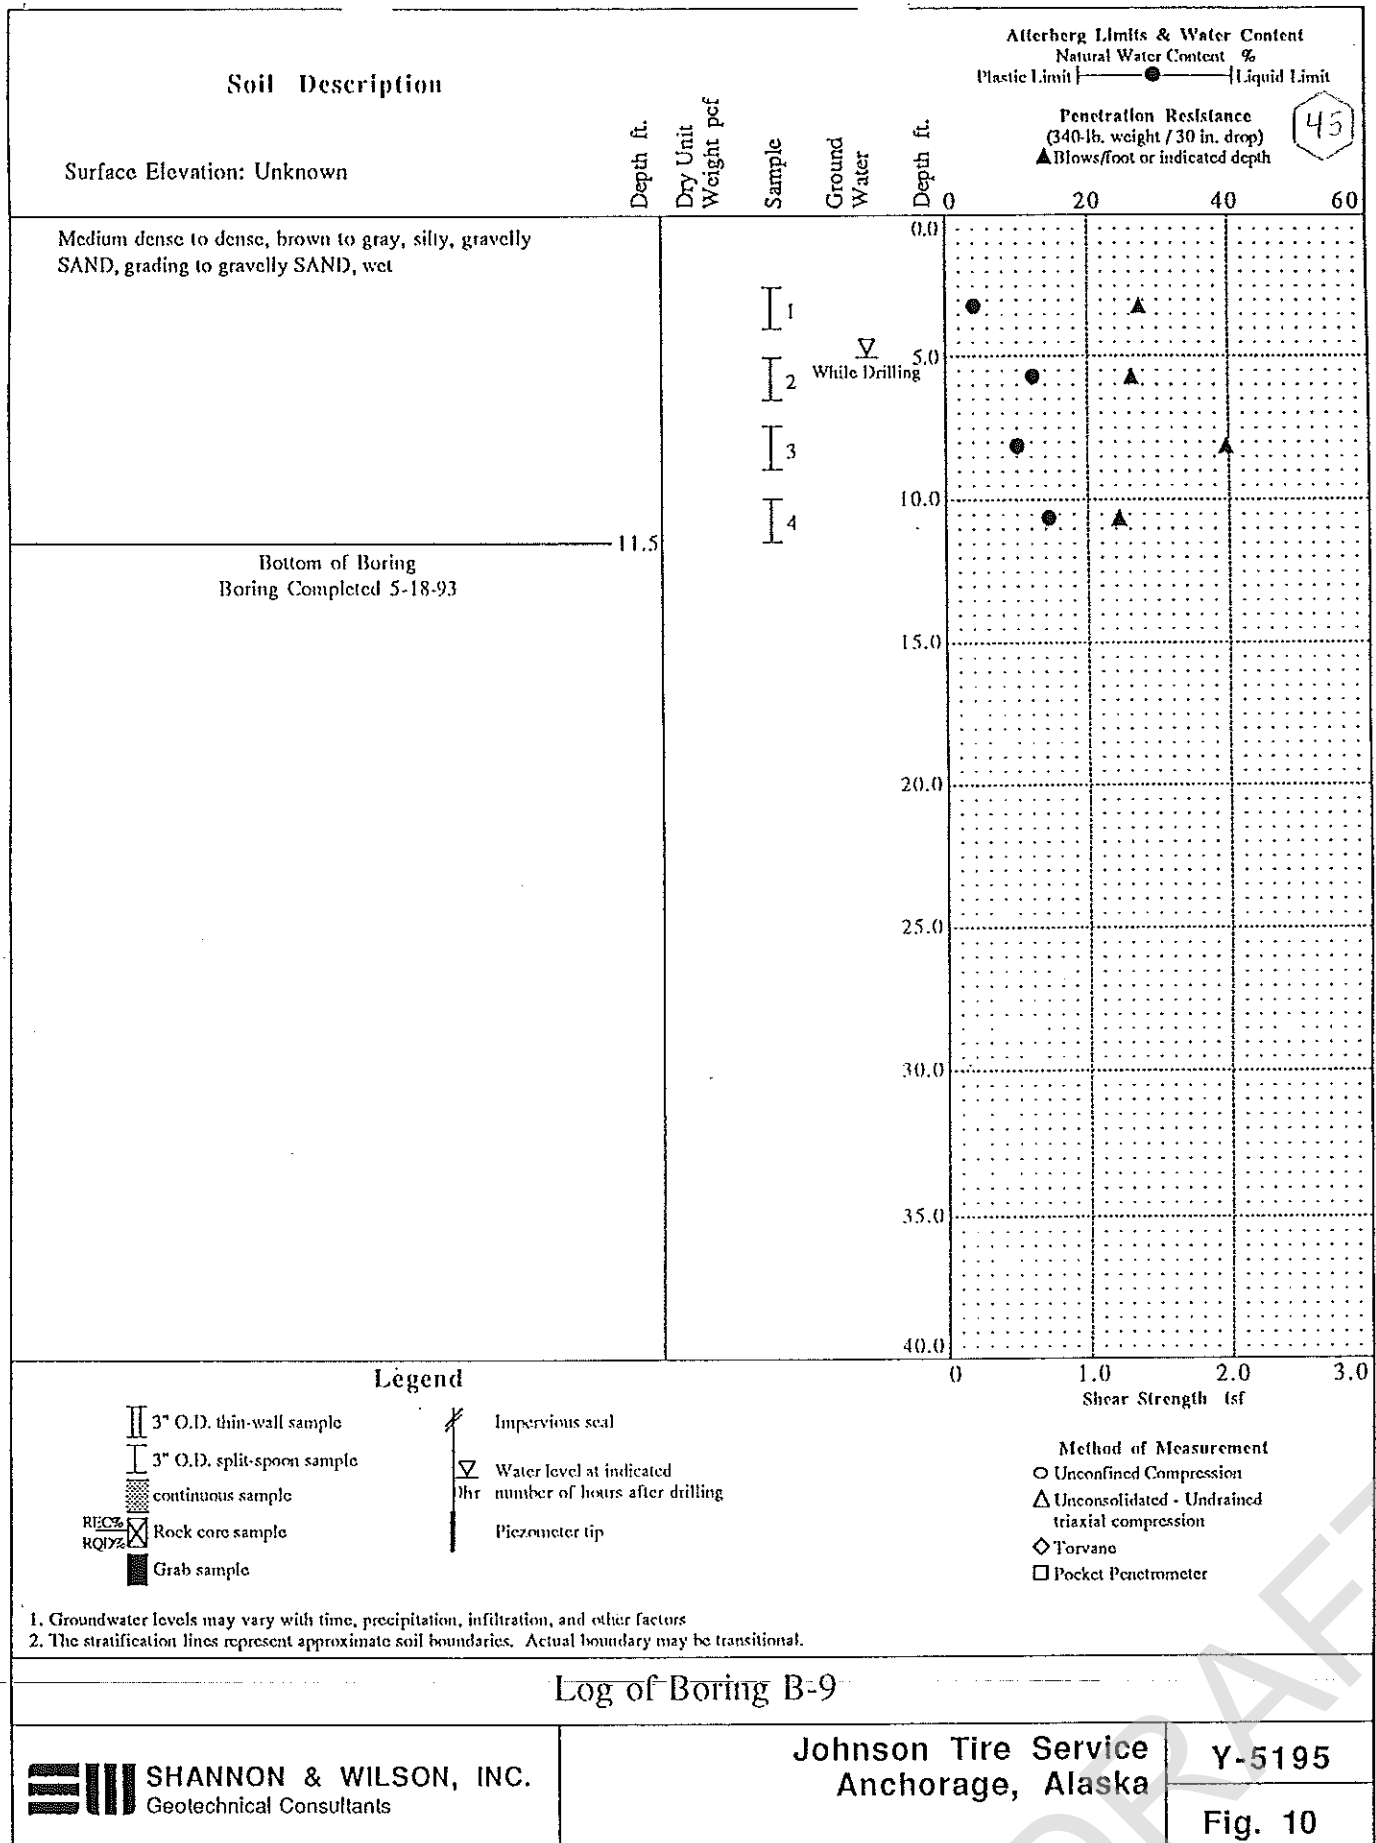 Atterberg Limits & Water Content
Natural Water Content %
Plastic Limit Liquid Limit
Soil Description
Penetration Resistance
(340-lb. weight / 30 in. drop)
▲Blows/foot or indicated depth
45
Surface Elevation: Unknown
Depth ft.
Dry Unit
Weight pcf
Sample
Ground
Water
Depth ft.
0 20 40 60
0.0
Medium dense to dense, brown to gray, silty, gravelly
SAND, grading to gravelly SAND, wet
1
5.0
While Drilling
2
3
10.0
4
11.5
Bottom of Boring
Boring Completed 5-18-93
15.0
20.0
25.0
30.0
35.0
40.0
0 1.0 2.0 3.0
Shear Strength tsf
Legend
3" O.D. thin-wall sample
3" O.D. split-spoon sample
continuous sample
REC%
RQD%
Rock core sample
Grab sample
Impervious seal
Water level at indicated
0hr number of hours after drilling
Piezometer tip
Method of Measurement
Unconfined Compression
Unconsolidated - Undrained
triaxial compression
Torvane
Pocket Penetrometer
1. Groundwater levels may vary with time, precipitation, infiltration, and other factors
2. The stratification lines represent approximate soil boundaries. Actual boundary may be transitional.
Log of Boring B-9
SHANNON & WILSON, INC.
Geotechnical Consultants
Johnson Tire Service
Anchorage, Alaska
Y-5195
Fig. 10
DRAFT